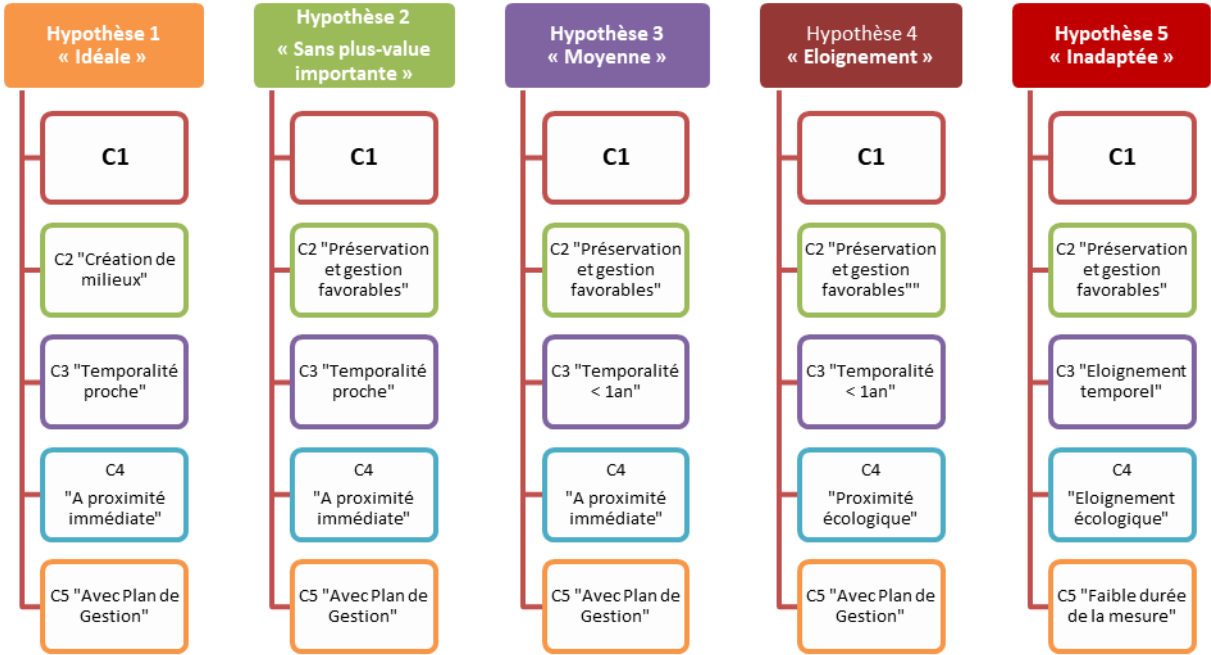 Hypothèse 1
« Idéale »
C1
C2 "Création de
milieux"
C3 "Temporalité
proche"
C4
"A proximité
immédiate"
C5 "Avec Plan de
Gestion"
Hypothèse 2
« Sans plus-value
importante »
C1
C2 "Préservation
et gestion
favorables"
C3 "Temporalité
proche"
C4
"A proximité
immédiate"
C5 "Avec Plan de
Gestion"
Hypothèse 3
« Moyenne »
C1
C2 "Préservation
et gestion
favorables"
C3 "Temporalité
< 1an"
C4
"A proximité
immédiate"
C5 "Avec Plan de
Gestion"
Hypothèse 4
« Eloignement »
C1
C2 "Préservation
et gestion
favorables""
C3 "Temporalité
< 1an"
C4
"Proximité
écologique"
C5 "Avec Plan de
Gestion"
Hypothèse 5
« Inadaptée »
C1
C2 "Préservation
et gestion
favorables"
C3 "Eloignement
temporel"
C4
"Eloignement
écologique"
C5 "Faible durée
de la mesure"